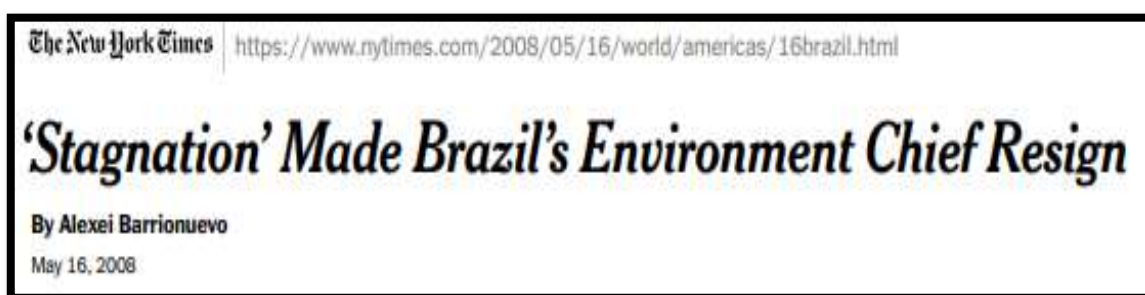 The New York Times https://www.nytimes.com/2008/05/16/world/americas/16brazil.html
‘Stagnation’ Made Brazil’s Environment Chief Resign
By Alexei Barrionuevo
May 16, 2008